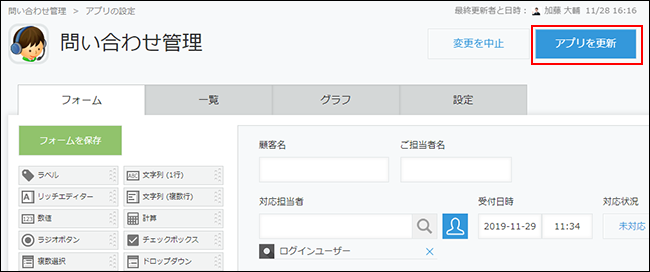 問い合わせ管理 > アプリの設定
最終更新者と日時: 加藤 大輔 11/28 16:16
問い合わせ管理
変更を中止
アプリを更新
フォーム 一覧 グラフ 設定
フォームを保存
顧客名 ご担当者名
ラベル ABC 文字列 (1行)
リッチエディター 文字列 (複数行)
対応担当者 受付日時 対応状況
123 数値 計算
2019-11-29 11:34 未対応
ラジオボタン チェックボックス
ログインユーザー
複数選択 ドロップダウン